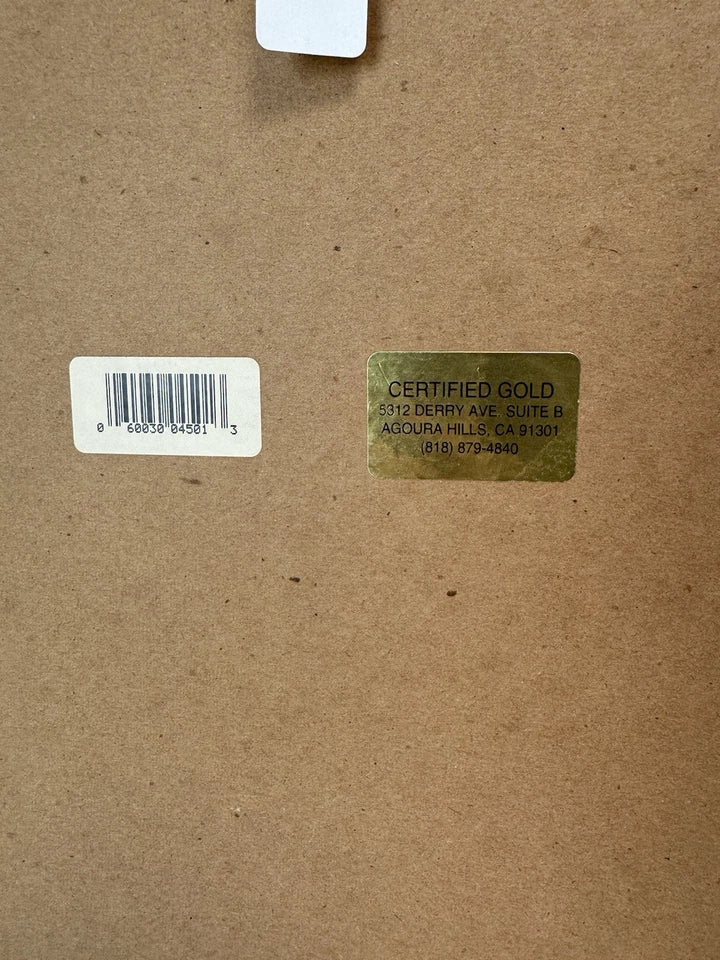 0 60030 04501 3
CERTIFIED GOLD
5312 DERRY AVE. SUITE B
AGOURA HILLS, CA 91301
(818) 879-4840